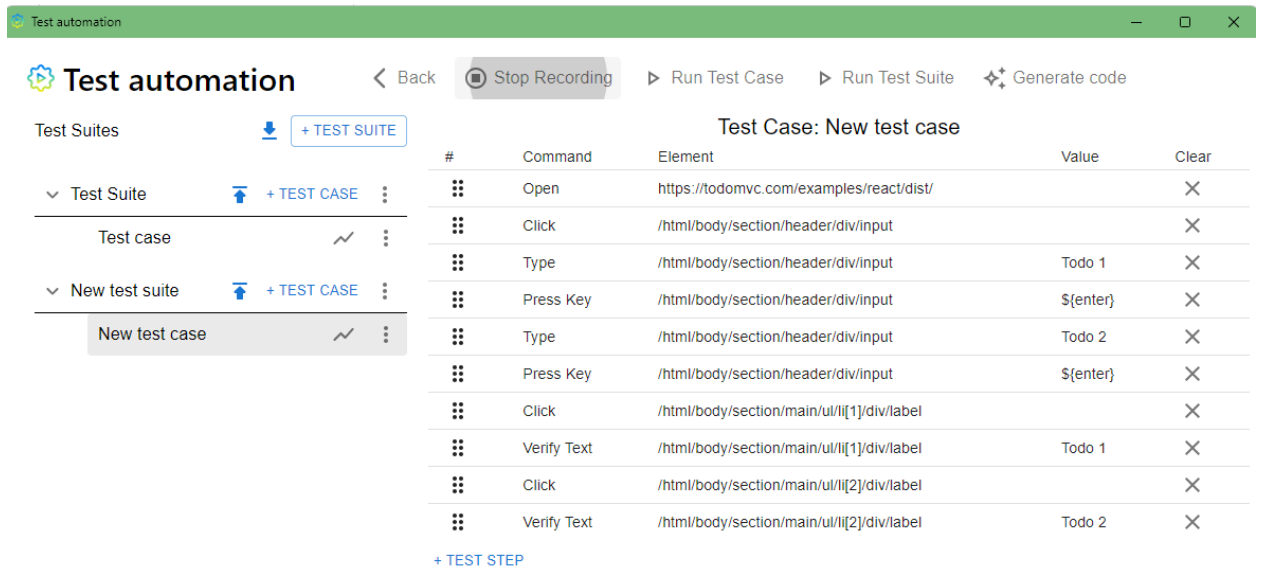 Test automation
Test automation
Back
Stop Recording
Run Test Case
Run Test Suite
Generate code
Test Suites
+ TEST SUITE
Test Suite
+ TEST CASE
Test case
New test suite
+ TEST CASE
New test case
Test Case: New test case
# Command Element Value Clear
Open https://todomvc.com/examples/react/dist/
Click /html/body/section/header/div/input
Type /html/body/section/header/div/input Todo 1
Press Key /html/body/section/header/div/input ${enter}
Type /html/body/section/header/div/input Todo 2
Press Key /html/body/section/header/div/input ${enter}
Click /html/body/section/main/ul/li[1]/div/label
Verify Text /html/body/section/main/ul/li[1]/div/label Todo 1
Click /html/body/section/main/ul/li[2]/div/label
Verify Text /html/body/section/main/ul/li[2]/div/label Todo 2
+ TEST STEP